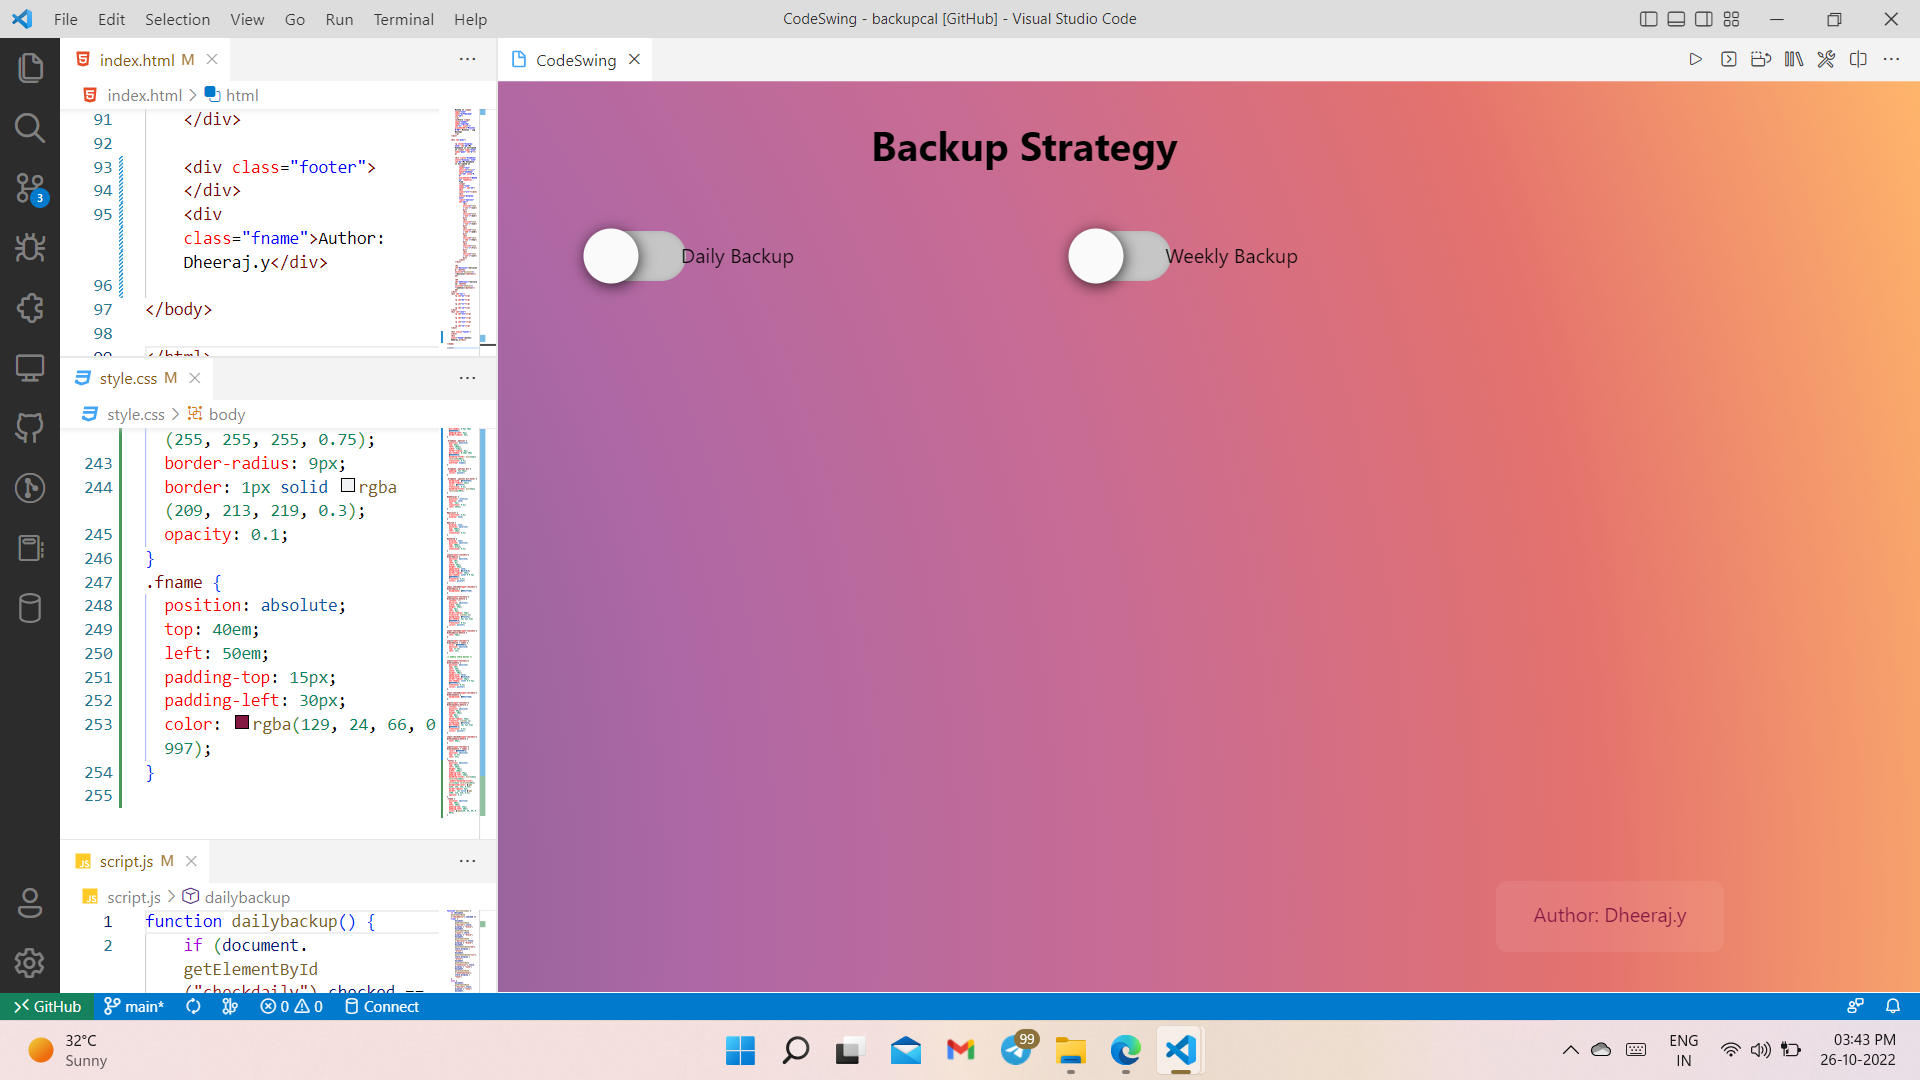 File Edit Selection View Go Run Terminal Help
CodeSwing - backupcal [GitHub] - Visual Studio Code
index.html M
index.html > html
91 </div>
92
93 <div class="footer">
94 </div>
95 <div
class="fname">Author:
Dheeraj.y</div>
96
97 </body>
98
99 </html>
style.css M
style.css > body
(255, 255, 255, 0.75);
243 border-radius: 9px;
244 border: 1px solid rgba
(209, 213, 219, 0.3);
245 opacity: 0.1;
246 }
247 .fname {
248 position: absolute;
249 top: 40em;
250 left: 50em;
251 padding-top: 15px;
252 padding-left: 30px;
253 color: rgba(129, 24, 66, 0
997);
254 }
255
script.js M
script.js > dailybackup
1 function dailybackup() {
2 if (document.
getElementById
("checkdaily").checked ==
CodeSwing
Backup Strategy
Daily Backup
Weekly Backup
Author: Dheeraj.y
3
GitHub main* 0 0 Connect
32°C
Sunny
99
ENG
IN
03:43 PM
26-10-2022